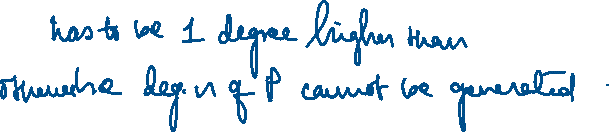 has to be 1 degree higher than
otherwise deg. n of P cannot be generated.